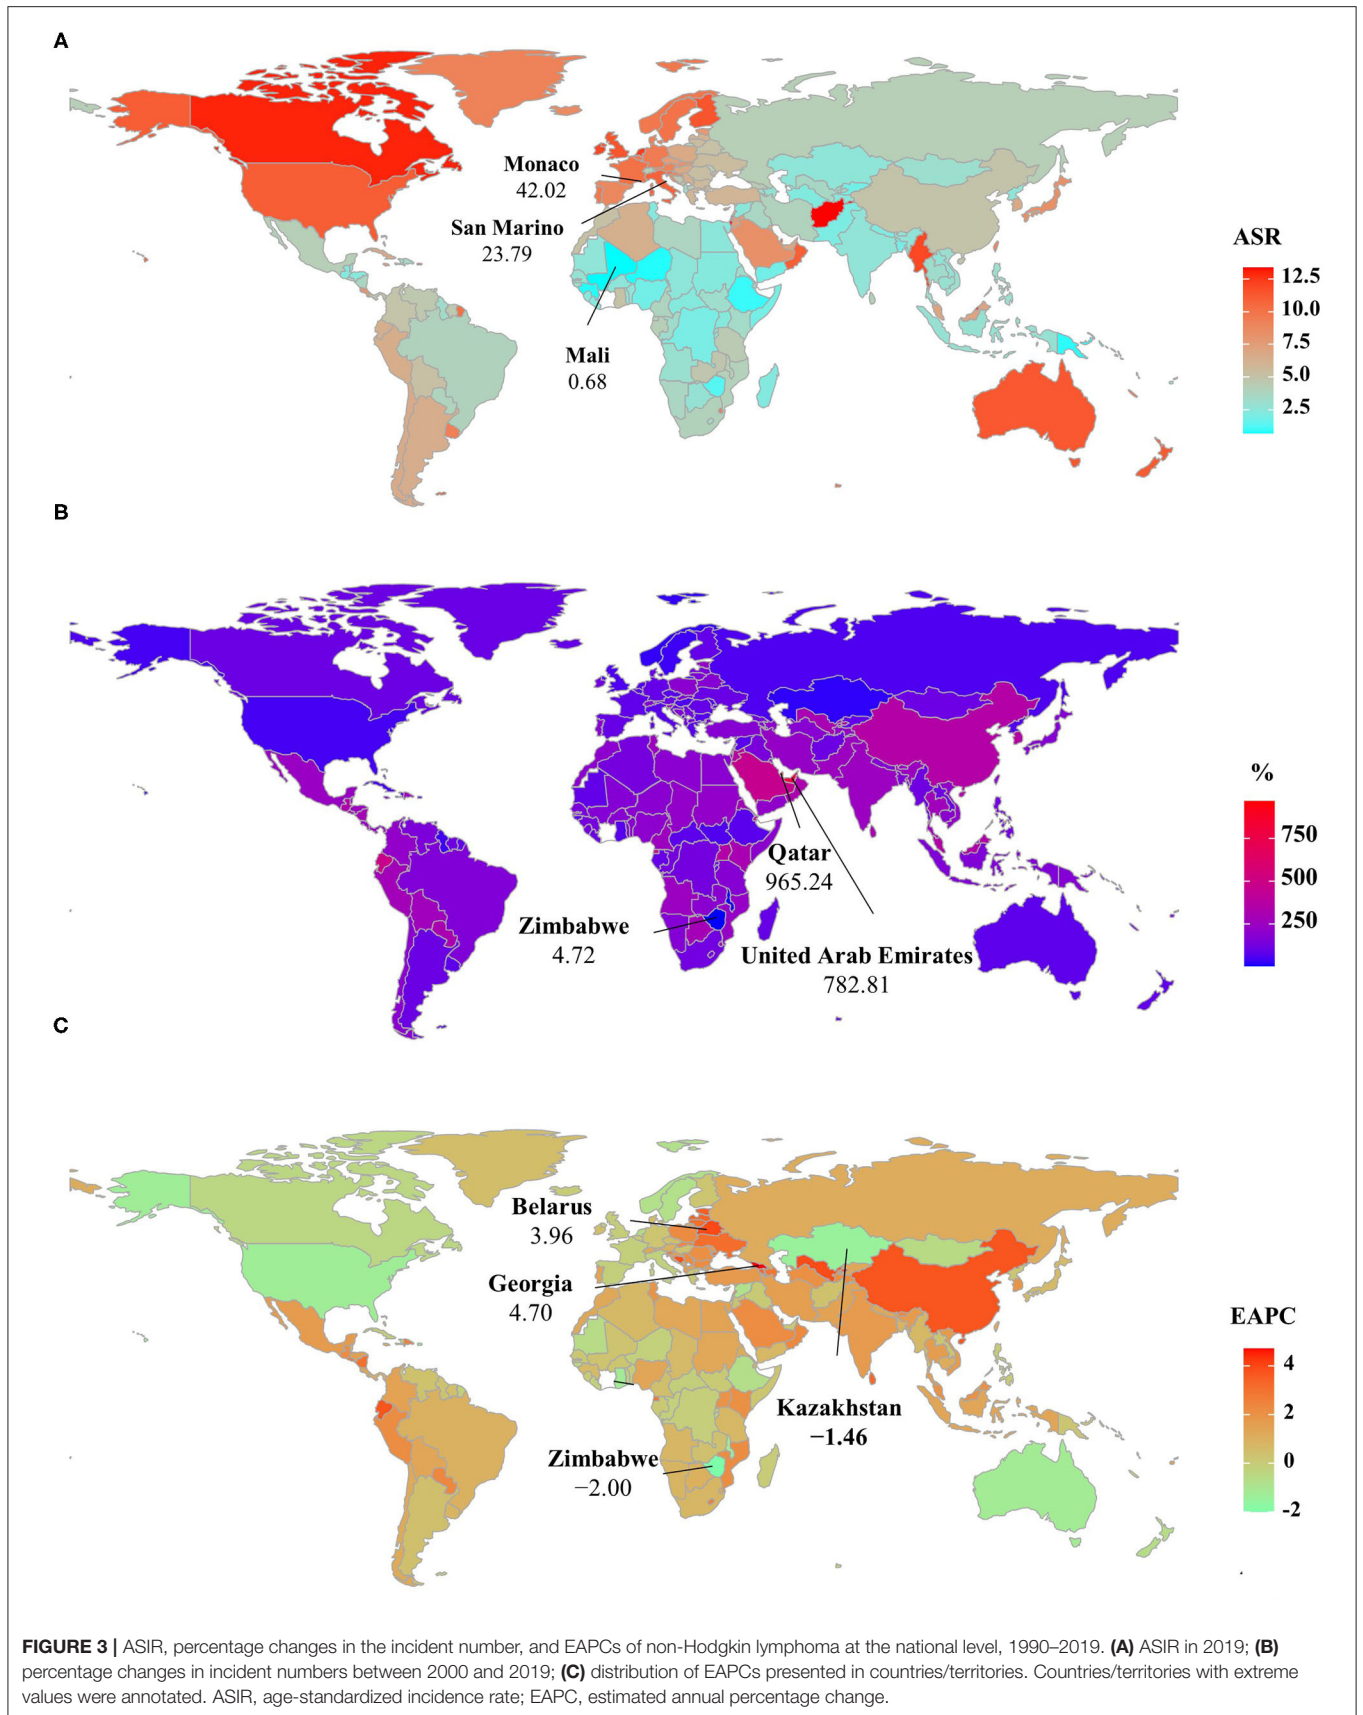 A
Monaco
42.02
San Marino
23.79
Mali
0.68
ASR
12.5
10.0
7.5
5.0
2.5
B
%
750
500
250
Qatar
965.24
Zimbabwe
4.72
United Arab Emirates
782.81
C
Belarus
3.96
Georgia
4.70
EAPC
4
2
0
-2
Kazakhstan
−1.46
Zimbabwe
−2.00
FIGURE 3 | ASIR, percentage changes in the incident number, and EAPCs of non-Hodgkin lymphoma at the national level, 1990–2019. (A) ASIR in 2019; (B)
percentage changes in incident numbers between 2000 and 2019; (C) distribution of EAPCs presented in countries/territories. Countries/territories with extreme
values were annotated. ASIR, age-standardized incidence rate; EAPC, estimated annual percentage change.